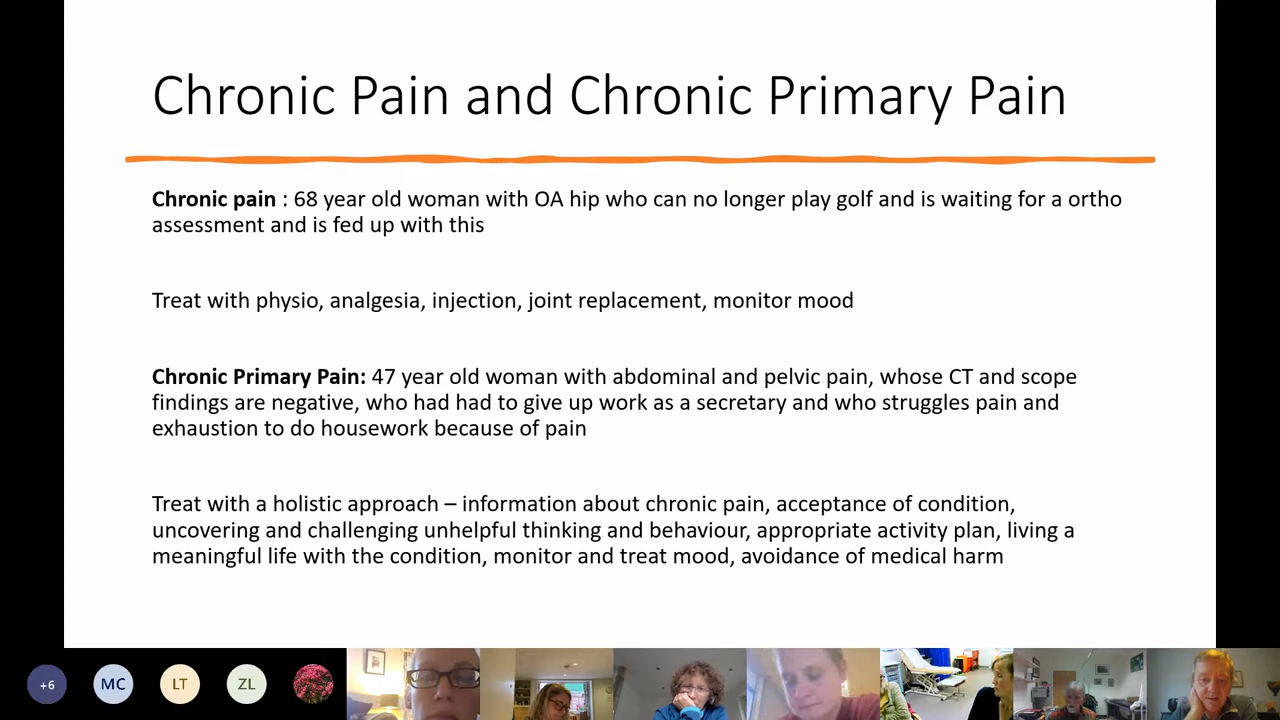 Chronic Pain and Chronic Primary Pain
Chronic pain : 68 year old woman with OA hip who can no longer play golf and is waiting for a ortho
assessment and is fed up with this
Treat with physio, analgesia, injection, joint replacement, monitor mood
Chronic Primary Pain: 47 year old woman with abdominal and pelvic pain, whose CT and scope
findings are negative, who had had to give up work as a secretary and who struggles pain and
exhaustion to do housework because of pain
Treat with a holistic approach – information about chronic pain, acceptance of condition,
uncovering and challenging unhelpful thinking and behaviour, appropriate activity plan, living a
meaningful life with the condition, monitor and treat mood, avoidance of medical harm
+6 MC LT ZL